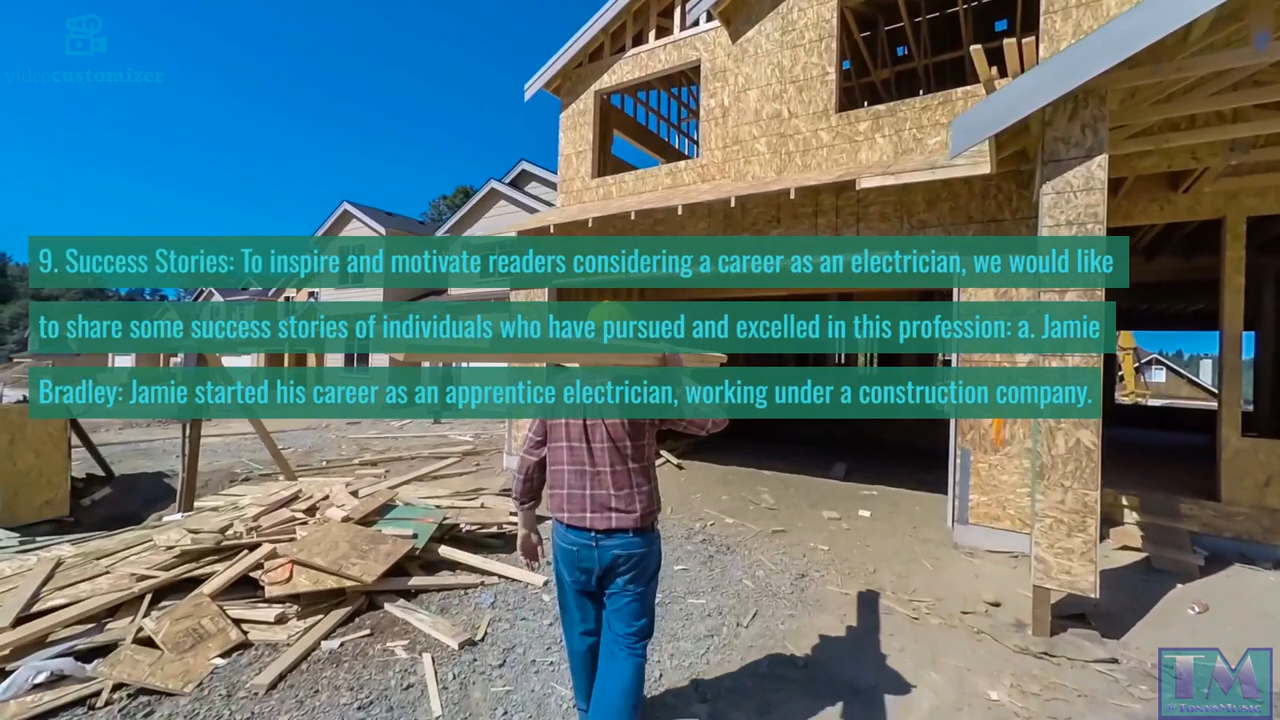 videocustomizer
9. Success Stories: To inspire and motivate readers considering a career as an electrician, we would like
to share some success stories of individuals who have pursued and excelled in this profession: a. Jamie
Bradley: Jamie started his career as an apprentice electrician, working under a construction company.
TM
@TonysMusic